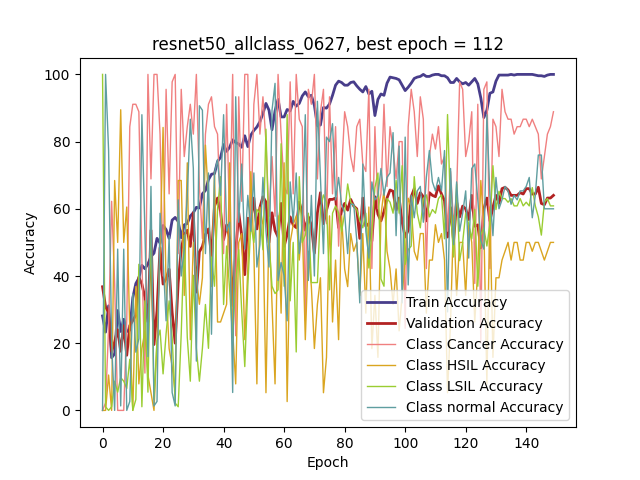 resnet50_allclass_0627, best epoch = 112
100
80
60
40
20
0
Accuracy
Train Accuracy
Validation Accuracy
Class Cancer Accuracy
Class HSIL Accuracy
Class LSIL Accuracy
Class normal Accuracy
0 20 40 60 80 100 120 140
Epoch